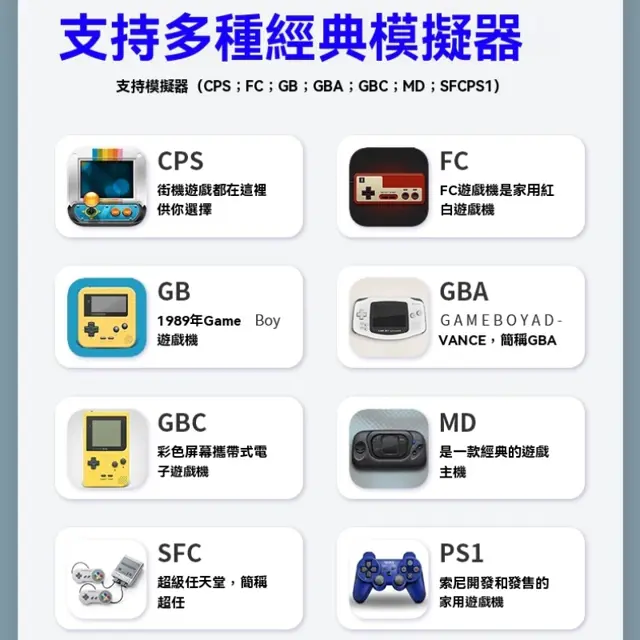 支持多種經典模擬器
支持模擬器（CPS；FC；GB；GBA；GBC；MD；SFCPS1）
CPS
街機遊戲都在這裡
供你選擇
FC
FC遊戲機是家用紅
白遊戲機
GB
1989年Game Boy
遊戲機
GBA
GAMEBOYAD-
VANCE，簡稱GBA
GBC
彩色屏幕攜帶式電
子遊戲機
MD
是一款經典的遊戲
主機
SFC
超級任天堂，簡稱
超任
PS1
索尼開發和發售的
家用遊戲機